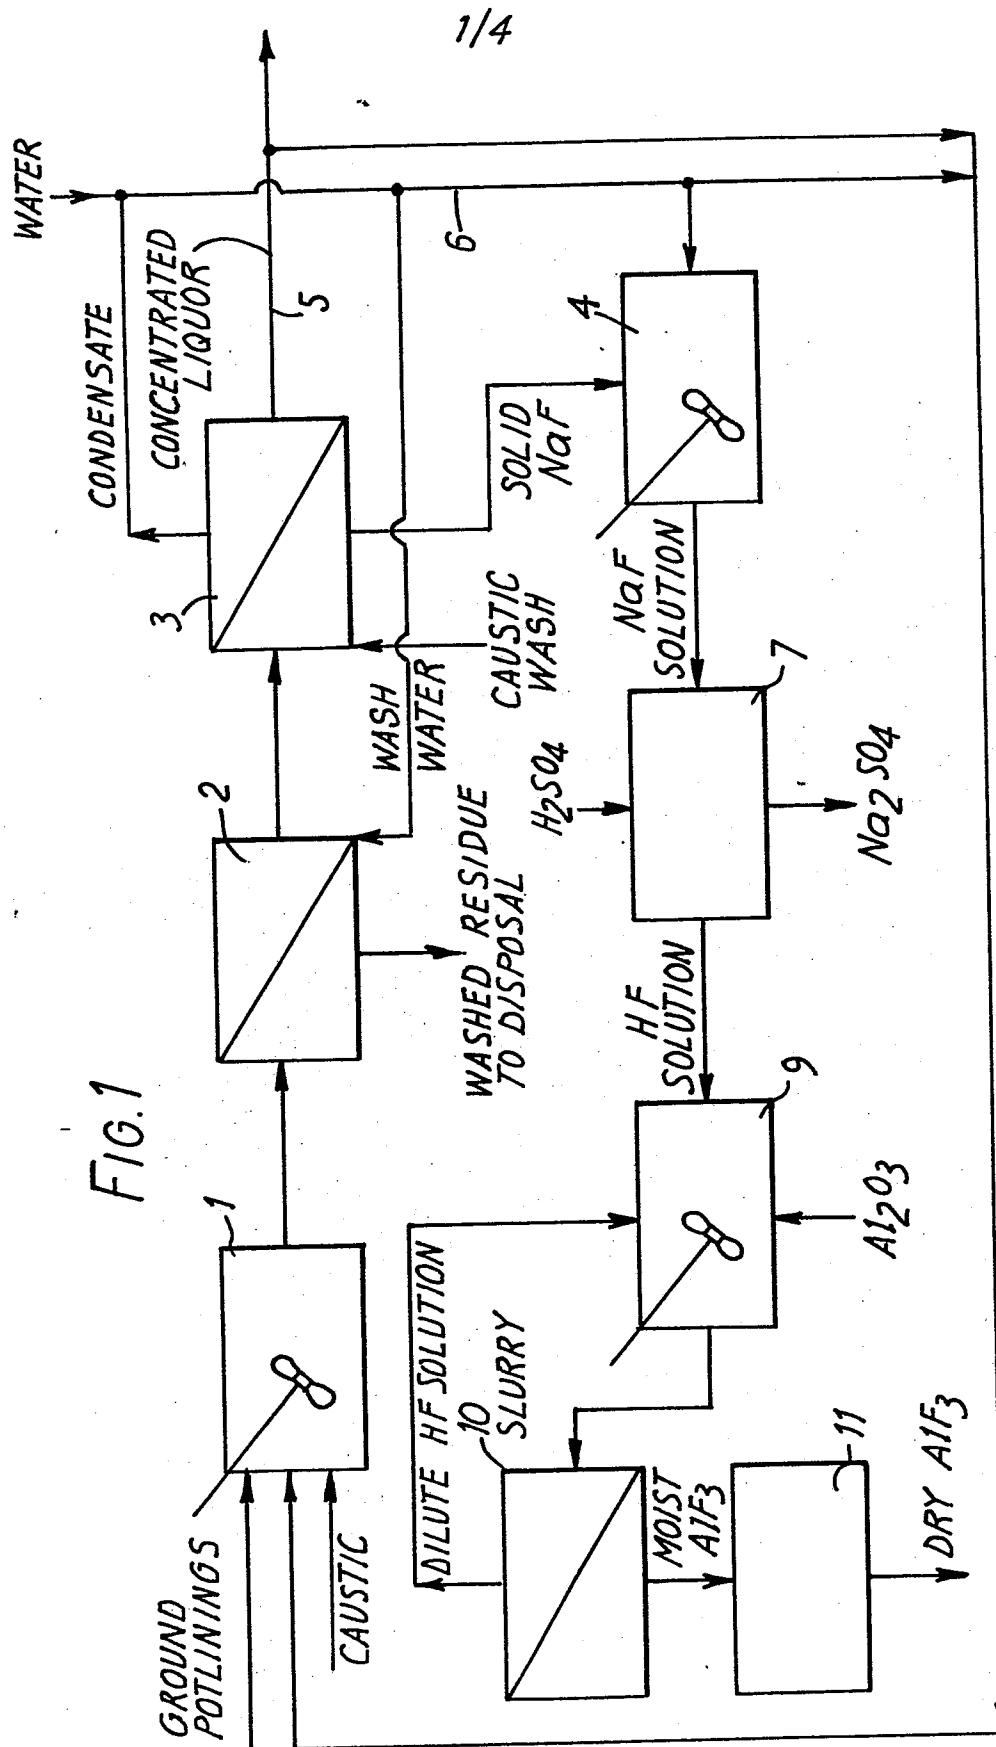 1/4
FIG.1
WATER
CONDENSATE
CONCENTRATED
LIQUOR
5
6
3
2
1
GROUND
POTLININGS
CAUSTIC
WASHED RESIDUE
TO DISPOSAL
WASH
WATER
CAUSTIC
WASH
SOLID
NaF
4
NaF
SOLUTION
7
H2SO4
Na2SO4
HF
SOLUTION
9
Al2O3
DILUTE HF SOLUTION
10
SLURRY
MOIST
AlF3
11
DRY AlF3